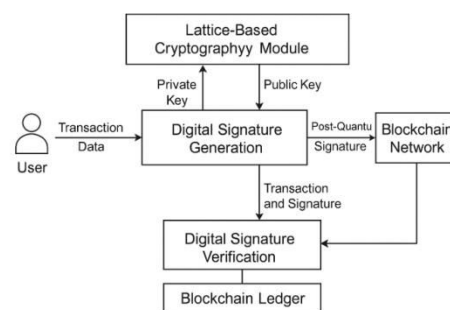 Lattice-Based
Cryptographyy Module
Private
Key
Public Key
Transaction
Data
User
Digital Signature
Generation
Post-Quantu
Signature
Blockchain
Network
Transaction
and Signature
Digital Signature
Verification
Blockchain Ledger